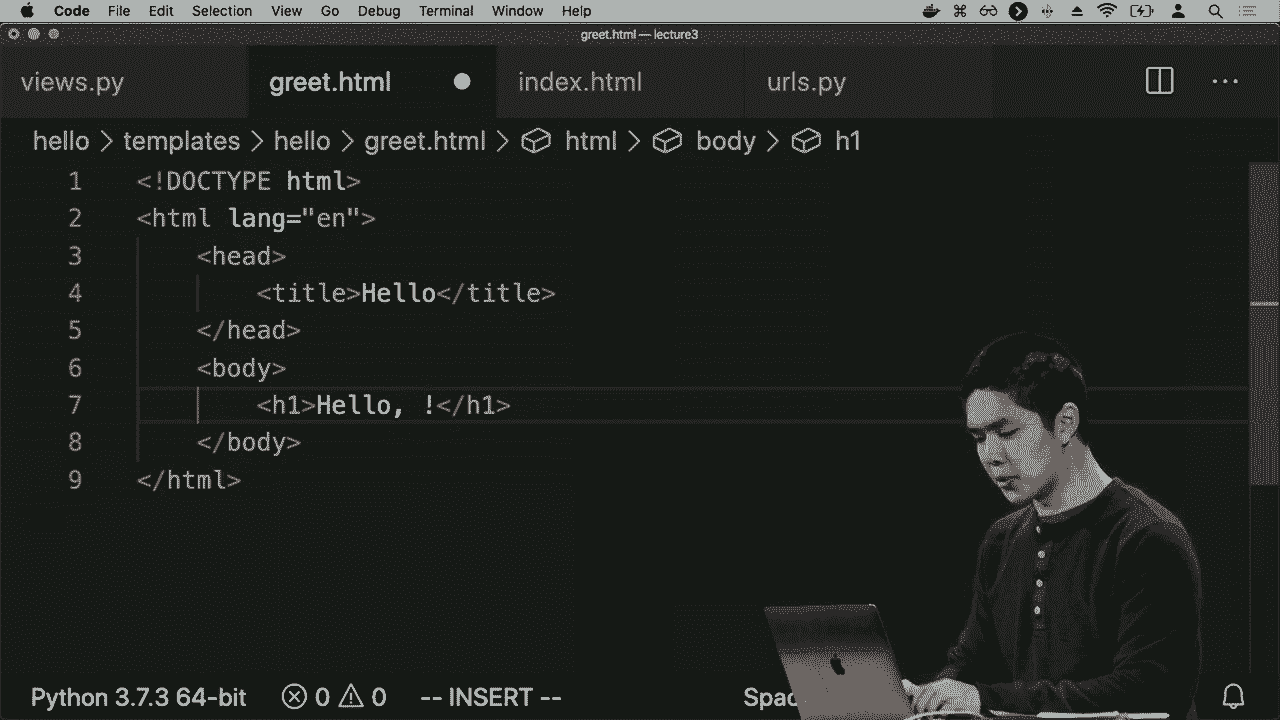 Code File Edit Selection View Go Debug Terminal Window Help
greet.html — lecture3
views.py greet.html index.html urls.py
hello > templates > hello > greet.html > html > body > h1
1 <!DOCTYPE html>
2 <html lang="en">
3 <head>
4 <title>Hello</title>
5 </head>
6 <body>
7 <h1>Hello, !</h1>
8 </body>
9 </html>
Python 3.7.3 64-bit 0 0 -- INSERT --